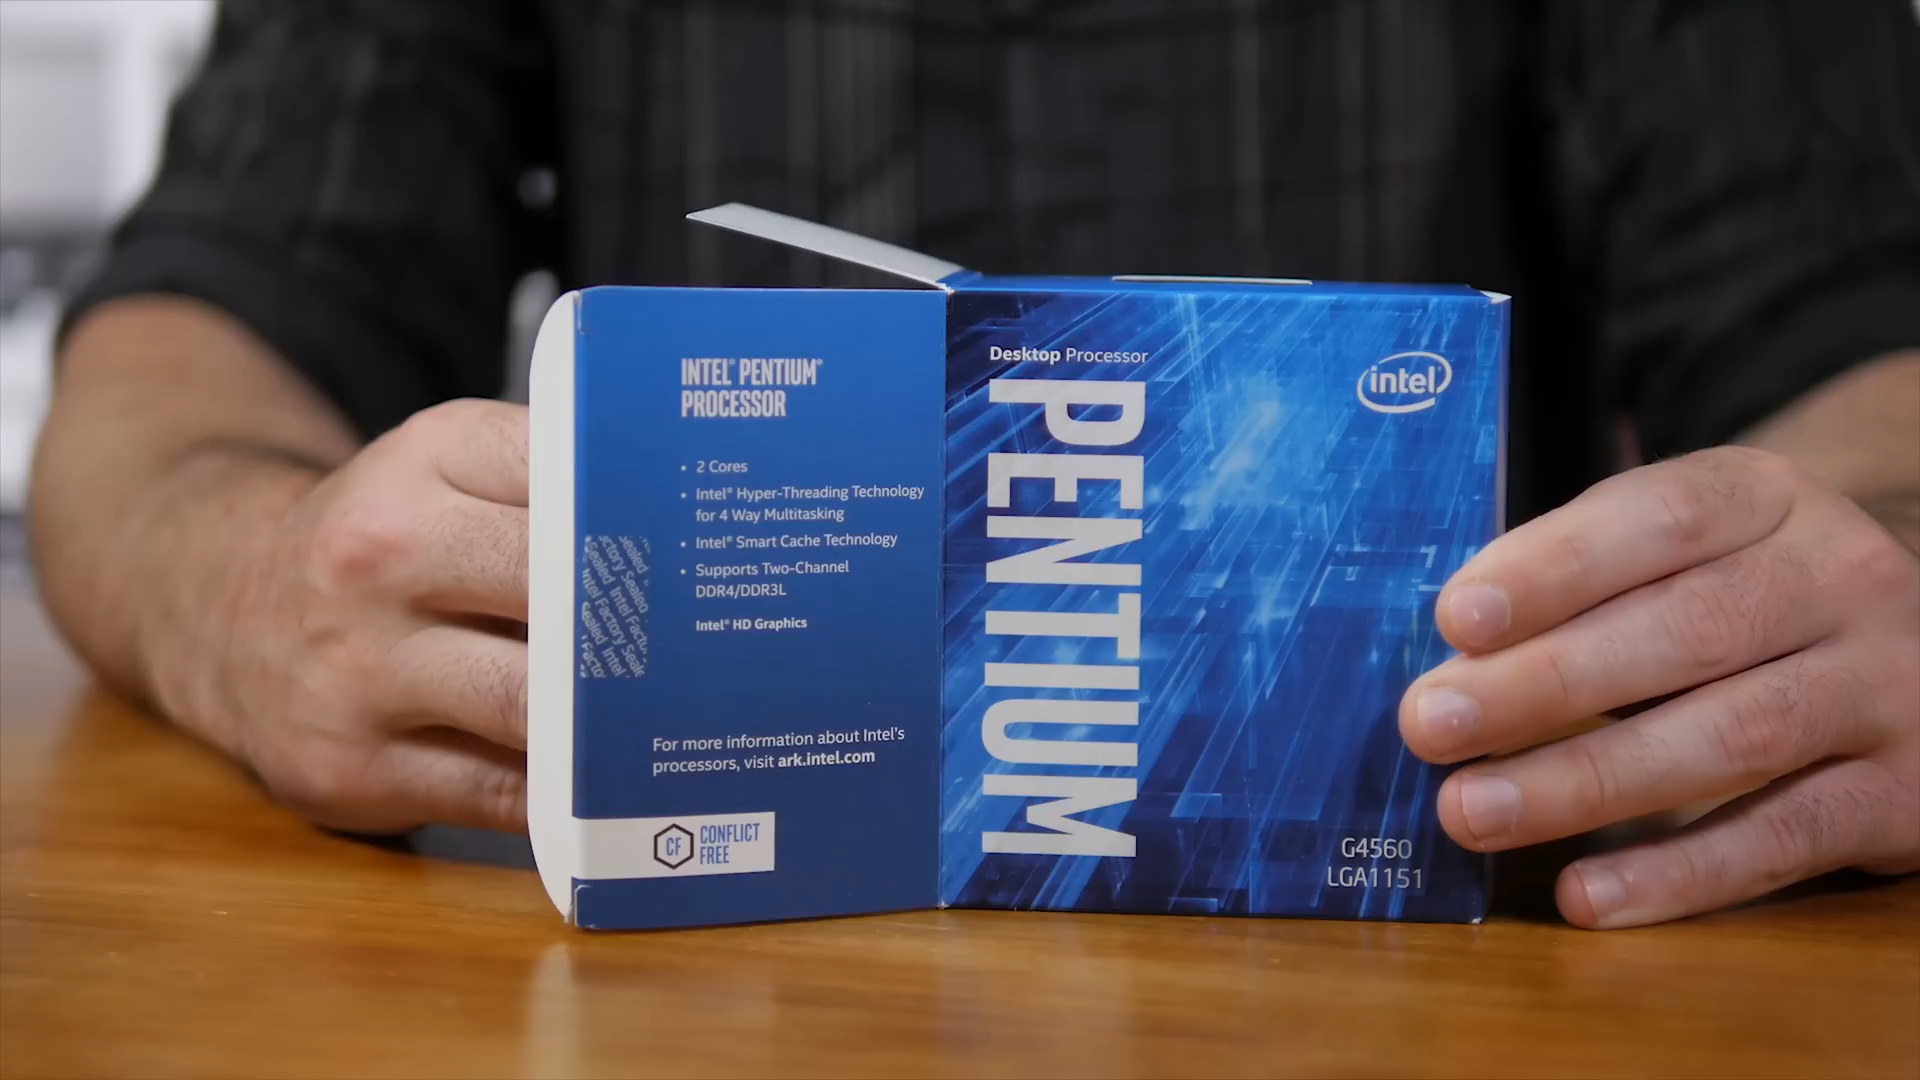 INTEL® PENTIUM®
PROCESSOR
• 2 Cores
• Intel® Hyper-Threading Technology
for 4 Way Multitasking
• Intel® Smart Cache Technology
• Supports Two-Channel
DDR4/DDR3L
Intel® HD Graphics
For more information about Intel's
processors, visit ark.intel.com
CF
CONFLICT
FREE
Desktop Processor
PENTIUM
intel®
G4560
LGA1151